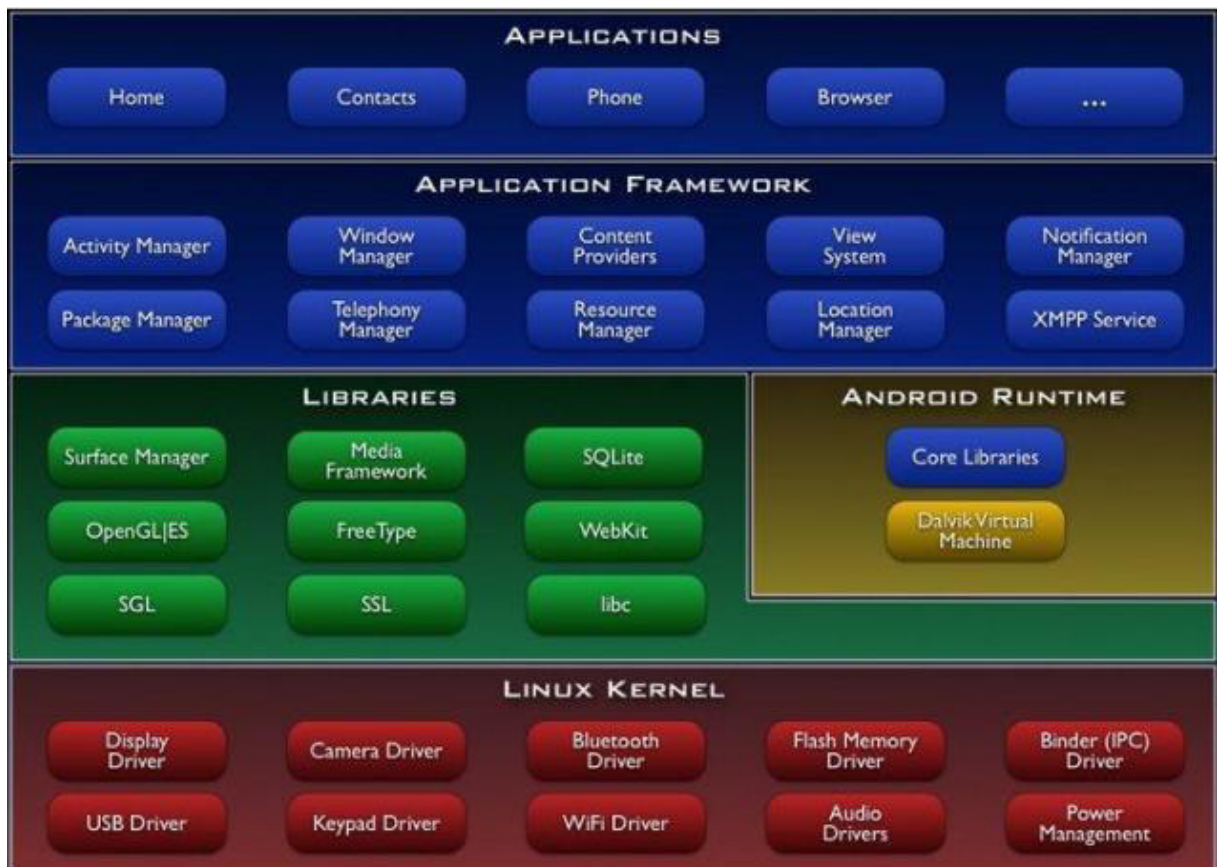 APPLICATIONS
Home
Contacts
Phone
Browser
...
APPLICATION FRAMEWORK
Activity Manager
Window
Manager
Content
Providers
View
System
Notification
Manager
Package Manager
Telephony
Manager
Resource
Manager
Location
Manager
XMPP Service
LIBRARIES
Surface Manager
Media
Framework
SQLite
OpenGL|ES
FreeType
WebKit
SGL
SSL
libc
ANDROID RUNTIME
Core Libraries
Dalvik Virtual
Machine
LINUX KERNEL
Display
Driver
Camera Driver
Bluetooth
Driver
Flash Memory
Driver
Binder (IPC)
Driver
USB Driver
Keypad Driver
WiFi Driver
Audio
Drivers
Power
Management